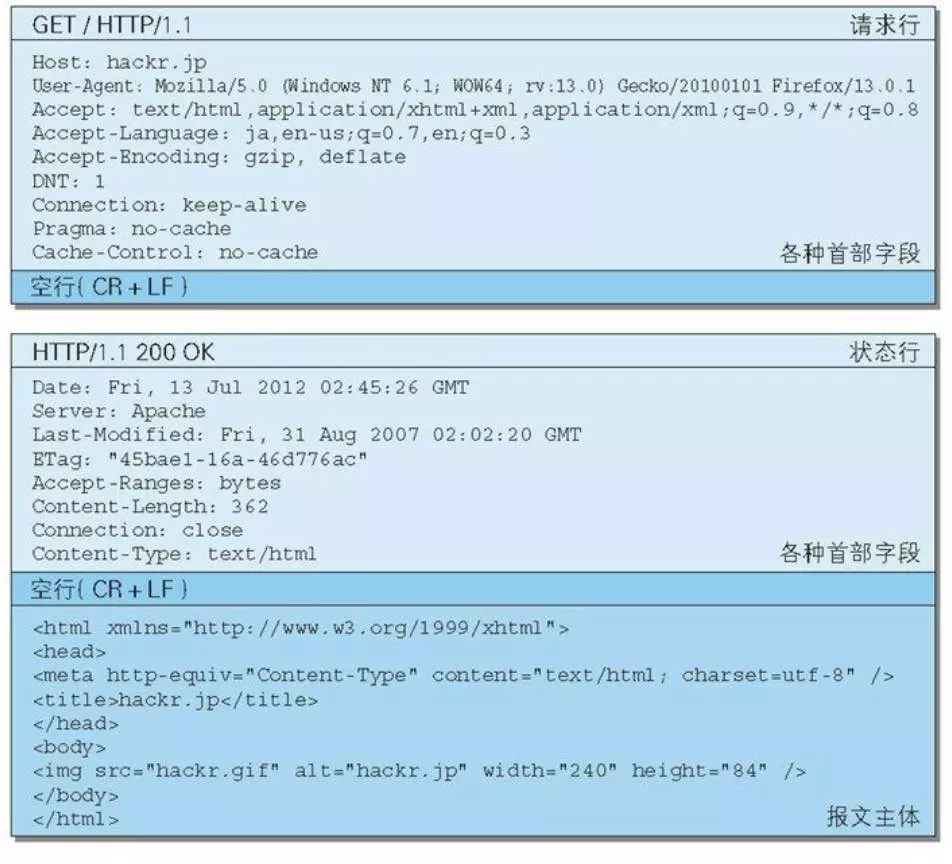 GET / HTTP/1.1 请求行
Host: hackr.jp
User-Agent: Mozilla/5.0 (Windows NT 6.1; WOW64; rv:13.0) Gecko/20100101 Firefox/13.0.1
Accept: text/html,application/xhtml+xml,application/xml;q=0.9,*/*;q=0.8
Accept-Language: ja,en-us;q=0.7,en;q=0.3
Accept-Encoding: gzip, deflate
DNT: 1
Connection: keep-alive
Pragma: no-cache
Cache-Control: no-cache 各种首部字段
空行( CR + LF )
HTTP/1.1 200 OK 状态行
Date: Fri, 13 Jul 2012 02:45:26 GMT
Server: Apache
Last-Modified: Fri, 31 Aug 2007 02:02:20 GMT
ETag: "45bae1-16a-46d776ac"
Accept-Ranges: bytes
Content-Length: 362
Connection: close
Content-Type: text/html 各种首部字段
空行( CR + LF )
<html xmlns="http://www.w3.org/1999/xhtml">
<head>
<meta http-equiv="Content-Type" content="text/html; charset=utf-8" />
<title>hackr.jp</title>
</head>
<body>
<img src="hackr.gif" alt="hackr.jp" width="240" height="84" />
</body>
</html> 报文主体